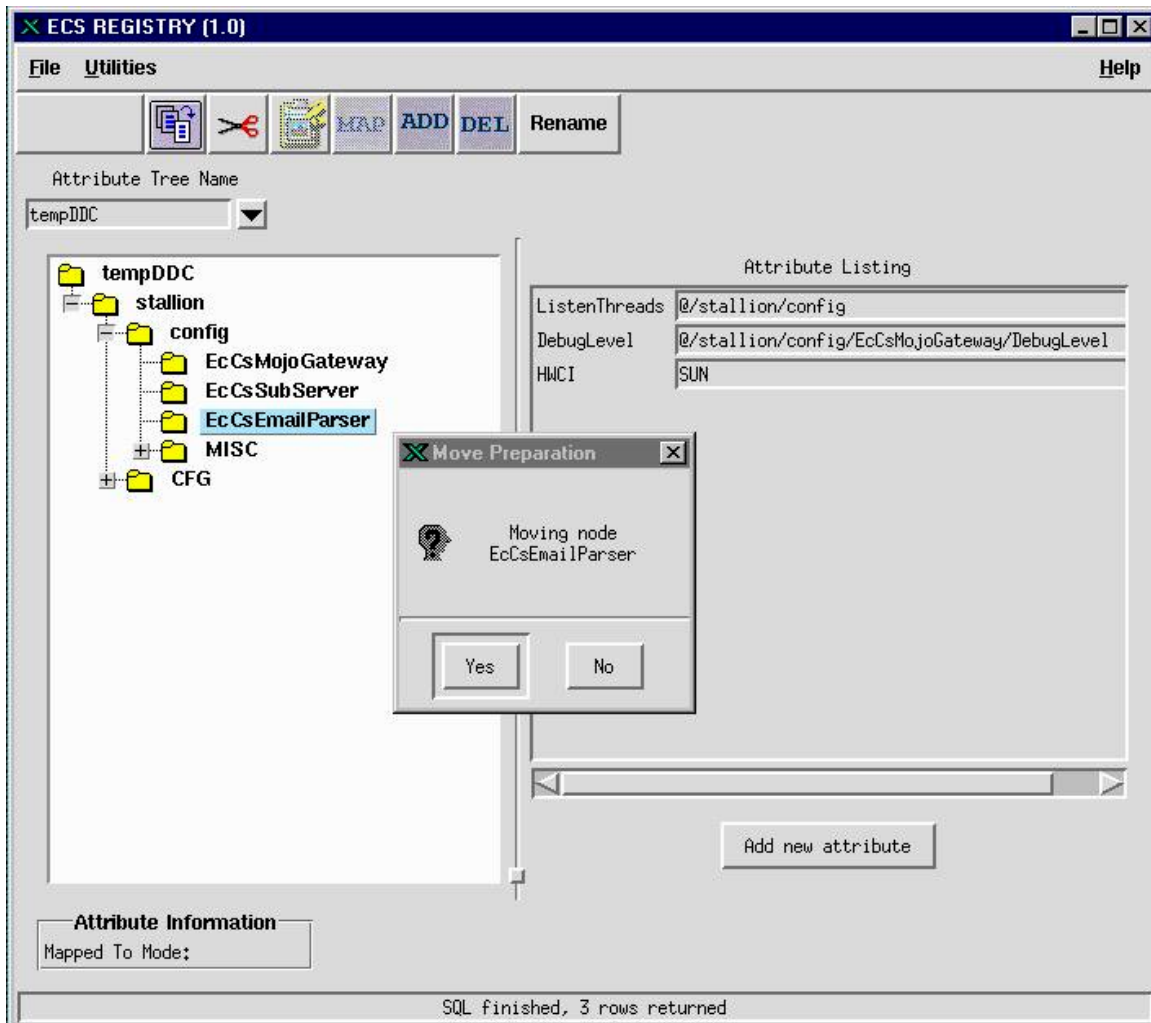 ECS REGISTRY (1.0)
File Utilities Help
MAP ADD DEL Rename
Attribute Tree Name
tempDDC
tempDDC
stallion
config
EcCsMojoGateway
EcCsSubServer
EcCsEmailParser
MISC
CFG
Attribute Listing
ListenThreads @/stallion/config
DebugLevel @/stallion/config/EcCsMojoGateway/DebugLevel
HWCI SUN
Move Preparation
Moving node
EcCsEmailParser
Yes No
Add new attribute
Attribute Information
Mapped To Mode:
SQL finished, 3 rows returned